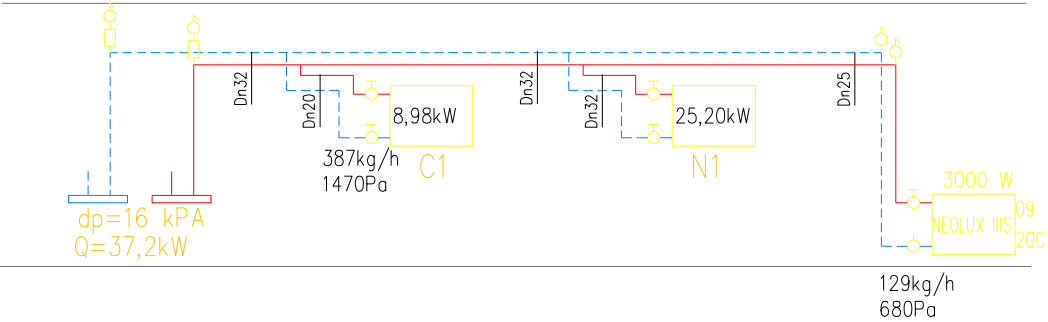 Dn32
Dn20
8,98kW
C1
387kg/h
1470Pa
Dn32
Dn32
25,20kW
N1
Dn25
dp=16 kPA
Q=37,2kW
3000 W
NEOLUX IIIS
09
20C
129kg/h
680Pa